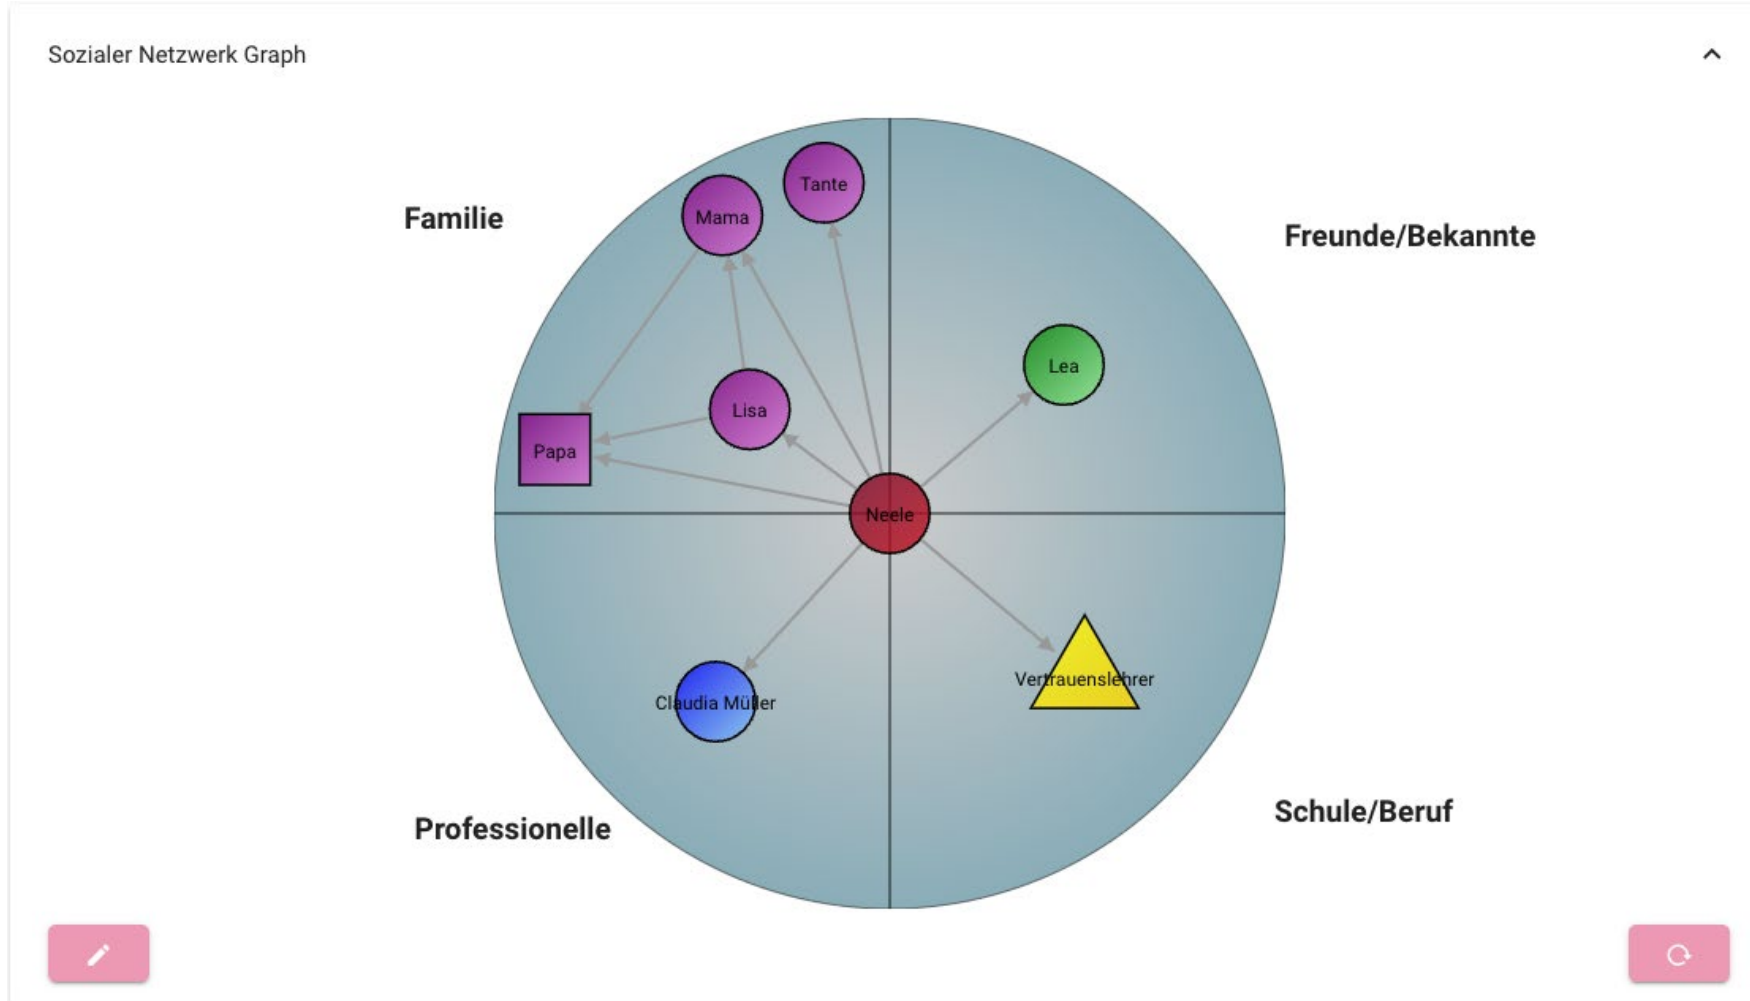 Sozialer Netzwerk Graph
Familie
Freunde/Bekannte
Tante
Mama
Lea
Lisa
Papa
Neele
Claudia Müller
Vertrauenslehrer
Professionelle
Schule/Beruf